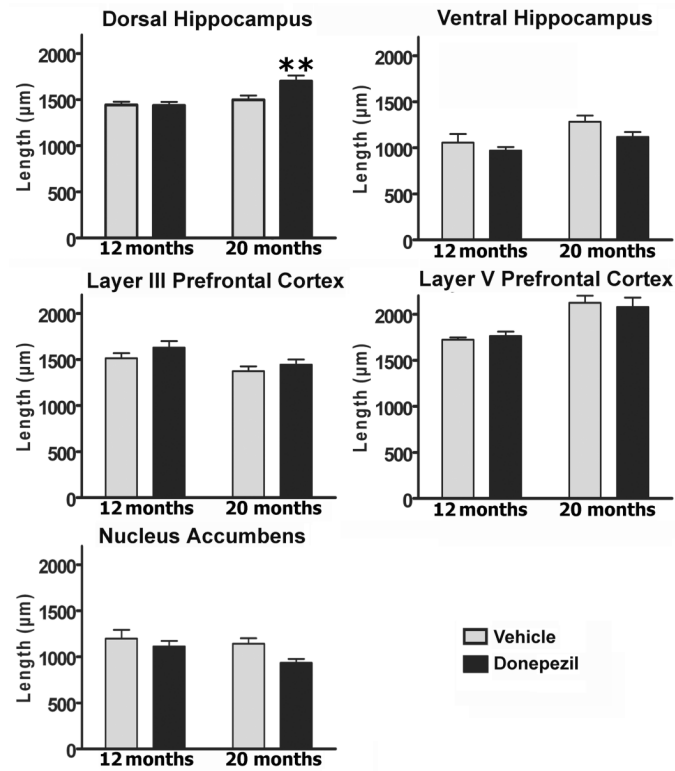 Dorsal Hippocampus
Length (µm)
2000
1500
1000
500
0
**
12 months
20 months
Ventral Hippocampus
Length (µm)
2000
1500
1000
500
0
12 months
20 months
Layer III Prefrontal Cortex
Length (µm)
2000
1500
1000
500
0
12 months
20 months
Layer V Prefrontal Cortex
Length (µm)
2000
1500
1000
500
0
12 months
20 months
Nucleus Accumbens
Length (µm)
2000
1500
1000
500
0
12 months
20 months
Vehicle
Donepezil